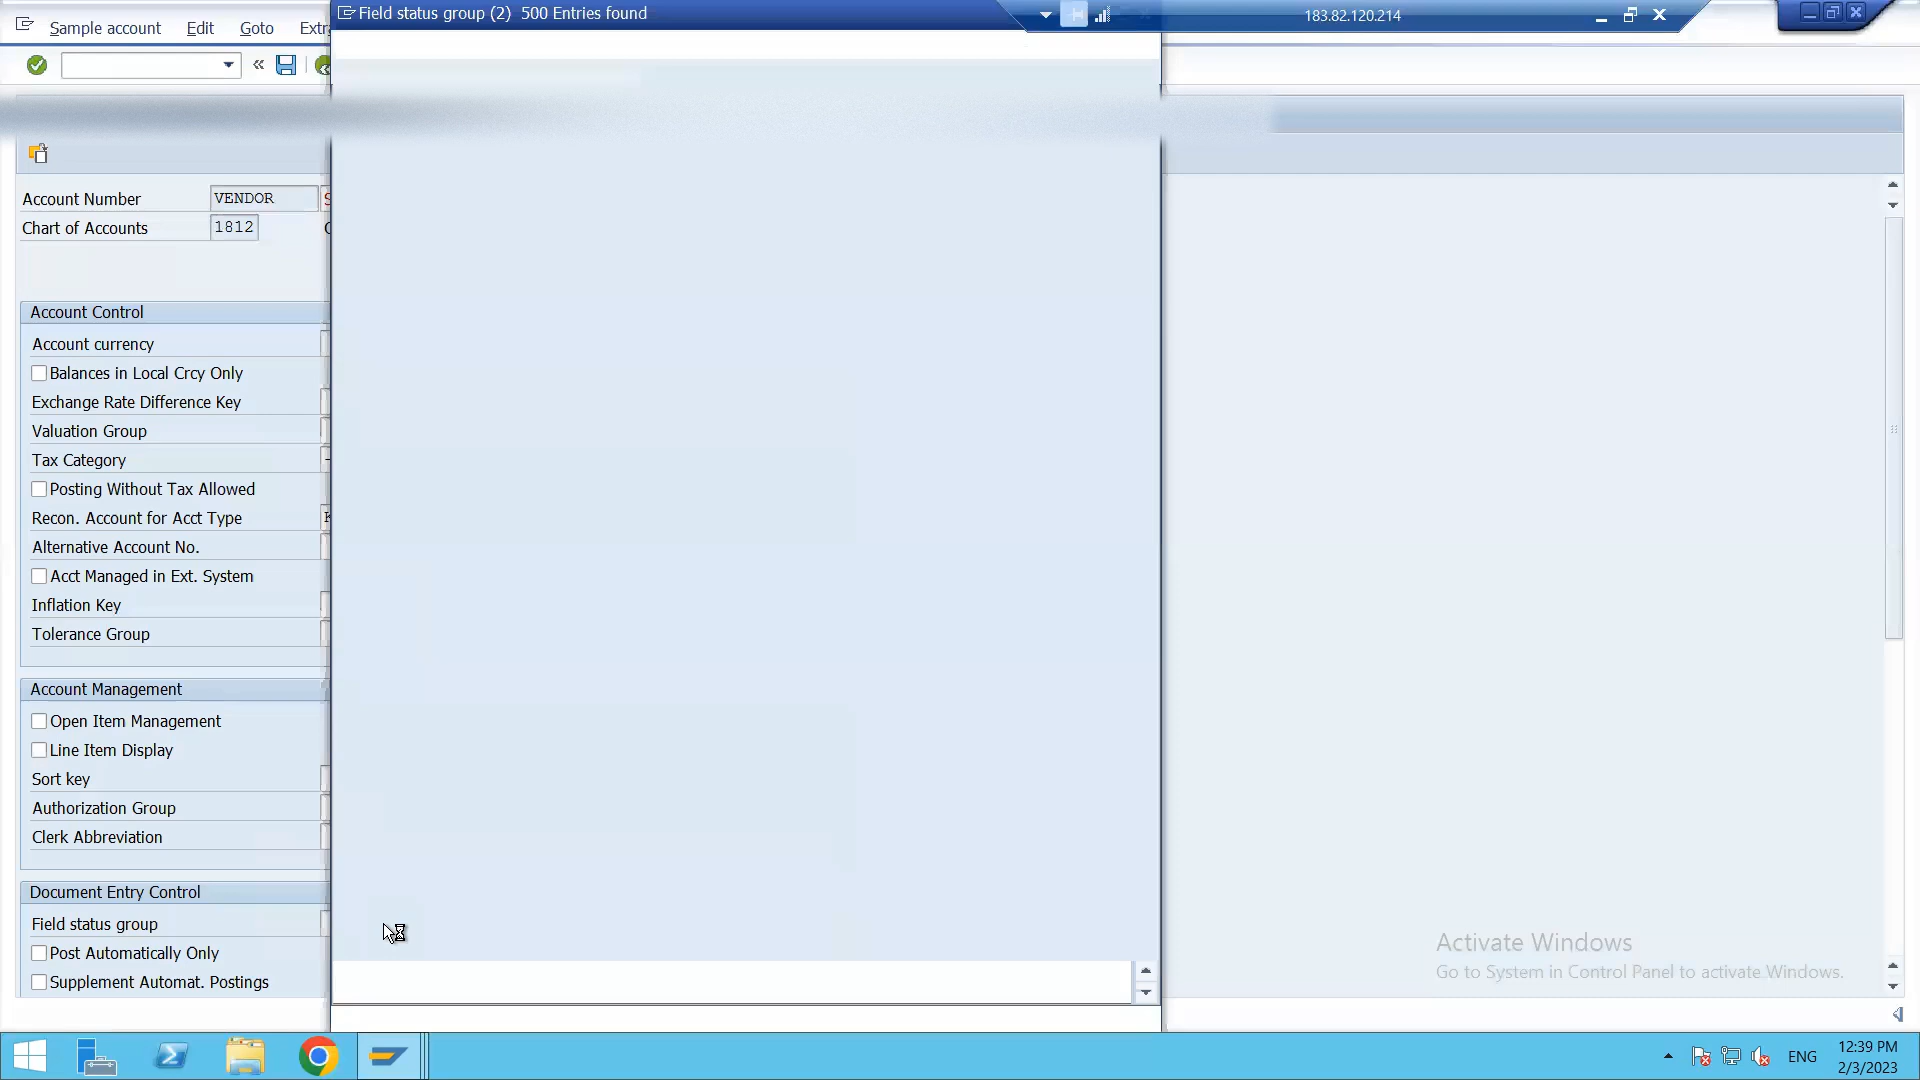 Field status group (2)  500 Entries found
183.82.120.214
Sample account
Edit
Goto
Extr
Account Number
VENDOR
Chart of Accounts
1812
Account Control
Account currency
Balances in Local Crcy Only
Exchange Rate Difference Key
Valuation Group
Tax Category
Posting Without Tax Allowed
Recon. Account for Acct Type
Alternative Account No.
Acct Managed in Ext. System
Inflation Key
Tolerance Group
Account Management
Open Item Management
Line Item Display
Sort key
Authorization Group
Clerk Abbreviation
Document Entry Control
Field status group
Post Automatically Only
Supplement Automat. Postings
Activate Windows
Go to System in Control Panel to activate Windows.
ENG
12:39 PM
2/3/2023